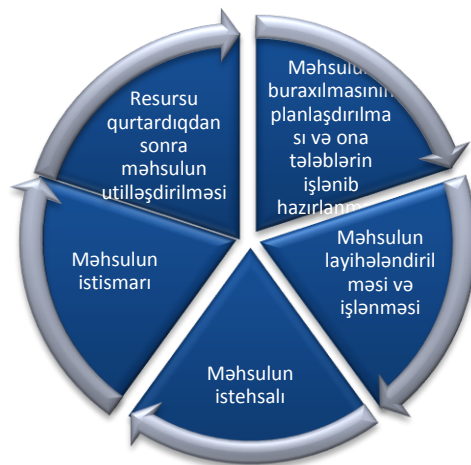 Məhsulun
buraxılmasının
planlaşdırılma
sı və ona
tələblərin
işlənib
Məhsulun
layihələndiril
məsi və
işlənməsi
Məhsulun
istehsalı
Məhsulun
istismarı
Resursu
qurtardıqdan
sonra
məhsulun
utilləşdirilməsi